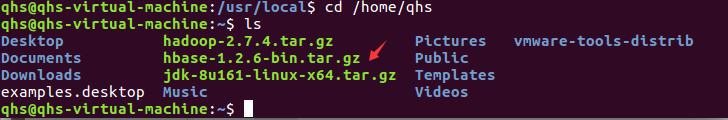 qhs@qhs-virtual-machine:/usr/local$ cd /home/qhs
qhs@qhs-virtual-machine:~$ ls
Desktop hadoop-2.7.4.tar.gz Pictures vmware-tools-distrib
Documents hbase-1.2.6-bin.tar.gz Public
Downloads jdk-8u161-linux-x64.tar.gz Templates
examples.desktop Music Videos
qhs@qhs-virtual-machine:~$